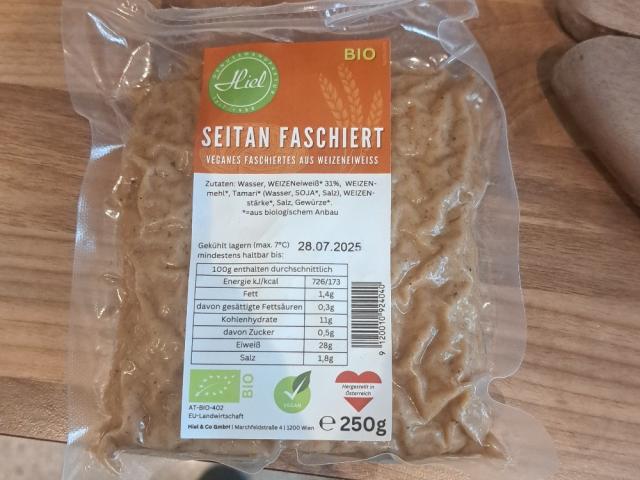 BIO
Hiel
SEITAN FASCHIERT
VEGANES FASCHIERTES AUS WEIZENEIWEISS
Zutaten: Wasser, WEIZENeiweiß* 31%, WEIZEN-
mehl*, Tamari* (Wasser, SOJA*, Salz), WEIZEN-
stärke*, Salz, Gewürze*.
*=aus biologischem Anbau
Gekühlt lagern (max. 7°C) 28.07.2025
mindestens haltbar bis:
100g enthalten durchschnittlich
Energie kJ/kcal 726/173
Fett 1,4g
davon gesättigte Fettsäuren 0,3g
Kohlenhydrate 11g
davon Zucker 0,5g
Eiweiß 28g
Salz 1,8g
9 120010 924040
BIO
VEGAN
Hergestellt in
Österreich
AT-BIO-402
EU-Landwirtschaft
Hiel & Co GmbH | Marchfeldstraße 4 | 1200 Wien
℮ 250g